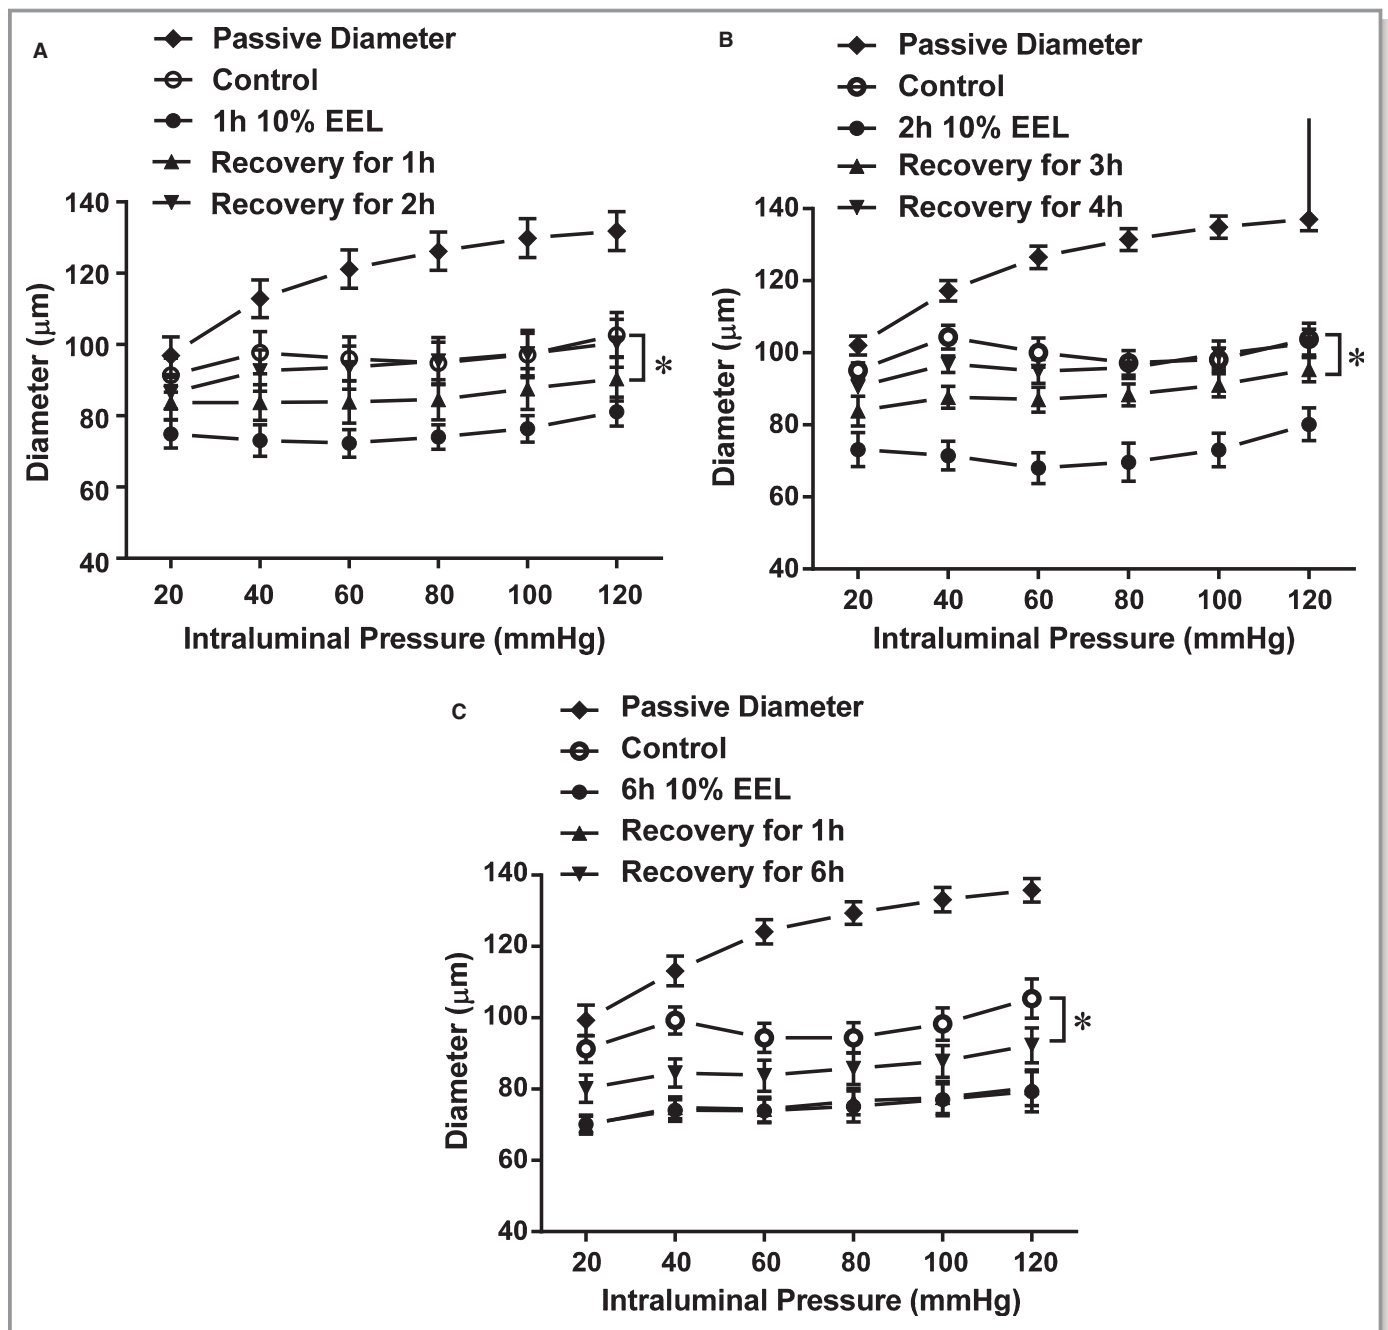 A
Passive Diameter
Control
1h 10% EEL
Recovery for 1h
Recovery for 2h
140
120
100
80
60
40
Diameter (μm)
*
20 40 60 80 100 120
Intraluminal Pressure (mmHg)
B
Passive Diameter
Control
2h 10% EEL
Recovery for 3h
Recovery for 4h
140
120
100
80
60
40
Diameter (μm)
*
20 40 60 80 100 120
Intraluminal Pressure (mmHg)
C
Passive Diameter
Control
6h 10% EEL
Recovery for 1h
Recovery for 6h
140
120
100
80
60
40
Diameter (μm)
*
20 40 60 80 100 120
Intraluminal Pressure (mmHg)